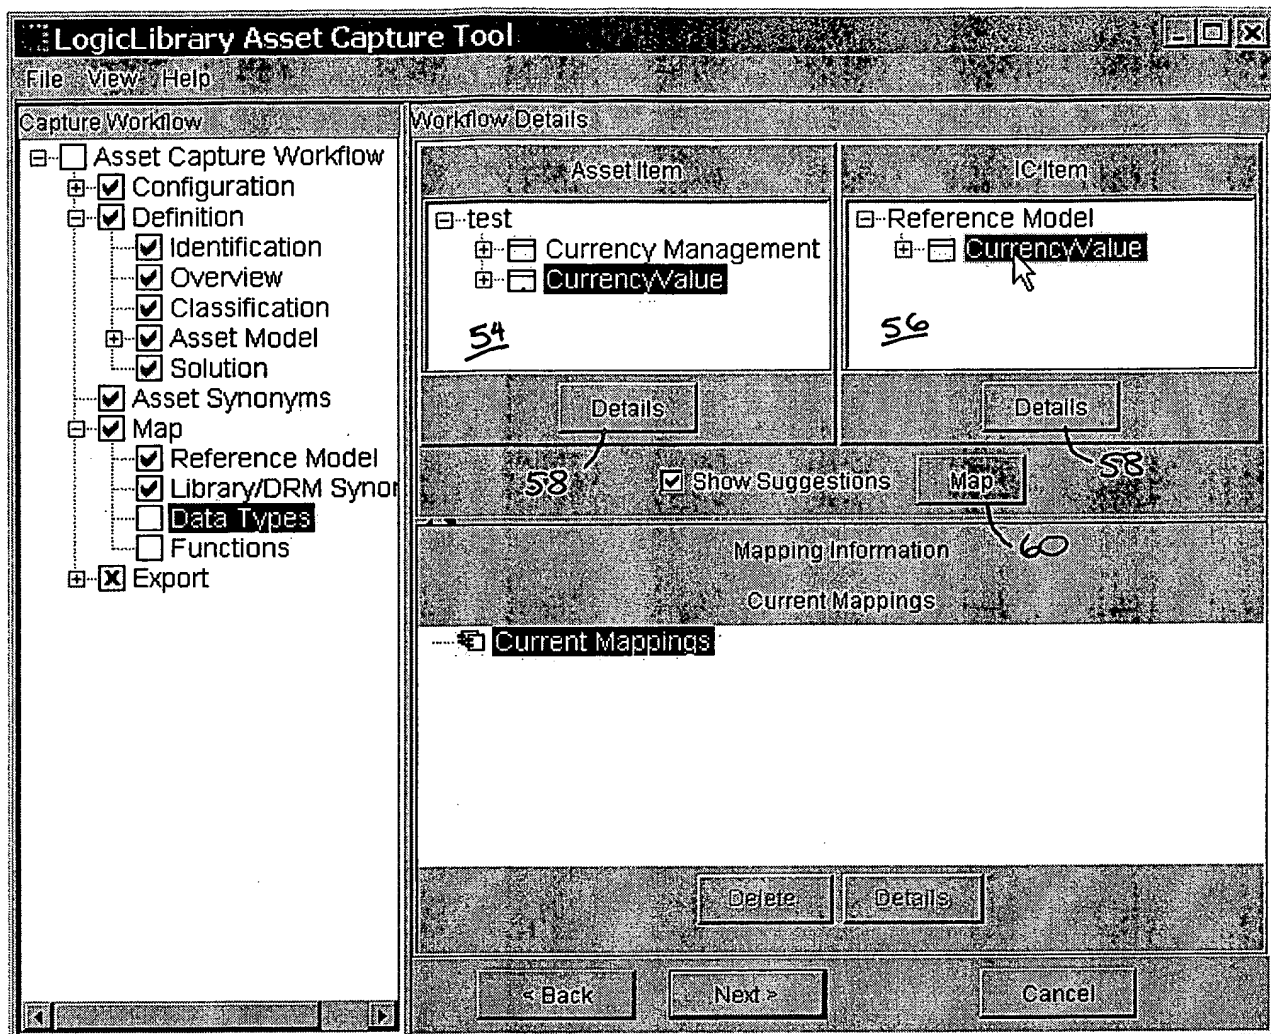 LogicLibrary Asset Capture Tool
File View Help
Capture Workflow
Asset Capture Workflow
Configuration
Definition
Identification
Overview
Classification
Asset Model
Solution
Asset Synonyms
Map
Reference Model
Library/DRM Synor
Data Types
Functions
Export
Workflow Details
Asset Item
test
Currency Management
CurrencyValue
54
Details
58
IC Item
Reference Model
CurrencyValue
56
Details
58
Show Suggestions
Map
60
Mapping Information
Current Mappings
Current Mappings
Delete
Details
< Back
Next >
Cancel